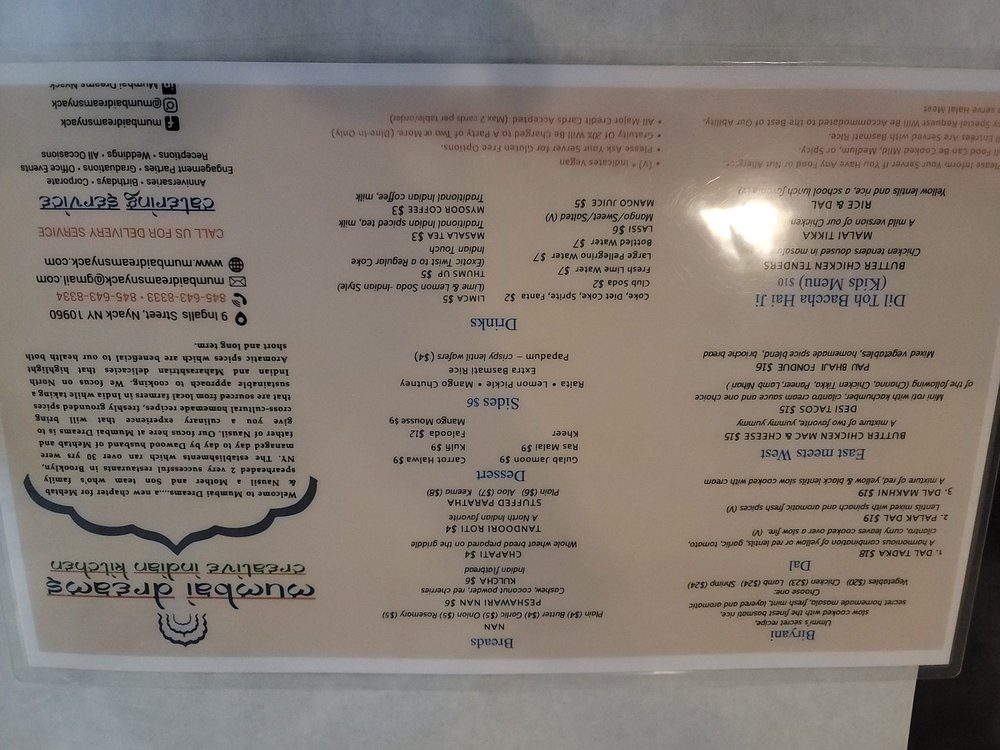 Biryani
Ummi's secret recipe,
slow cooked with the finest basmati rice,
secret homemade masala, fresh mint, layered and aromatic
Choose one:
Vegetables ($20) Chicken ($23) Lamb ($24) Shrimp ($24)
Dal
1. DAL TADKA $18
A harmonious combination of yellow or red lentils, garlic, tomato,
cilantro, curry leaves cooked over a slow fire. (V)
2. PALAK DAL $19
Lentils mixed with spinach and aromatic fresh spices (V)
3. DAL MAKHNI $19
A mixture of red, yellow & black lentils slow cooked with cream
East meets West
BUTTER CHICKEN MAC & CHEESE $15
A mixture of two favorite, yummy yummy
DESI TACOS $15
Mini roti with kachumber, cilantro cream sauce and one choice
of the following (Channa, Chicken Tikka, Paneer, Lamb Nihari )
PAU FONDUE $16
Mixed vegetables, homemade spice blend, brioche bread
Dil Toh Baccha Hai Ji
(Kids Menu) $10
BUTTER CHICKEN TENDERS
Chicken tenders doused in
MALAI TIKKA
A mild version of our Chicken
RICE & DAL
Yellow lentils and rice, a school lunch favorite (V)
Please Inform Your Server If You Have Any Food or Nut Allergies.
All Food Can Be Cooked Mild, Medium, or Spicy.
All Entrees Are Served with Basmati Rice.
Any Special Request Will Be Accommodated to the Best of Our Ability.
We serve Halal Meat
Breads
NAN
Plain ($4) Butter ($4) Garlic ($5) Onion ($5) Rosemary ($5)
PESHAWARI NAN $6
Cashew, coconut powder, red cherries
KULCHA $6
Indian flatbread
CHAPATI $4
Whole wheat bread prepared on the griddle
TANDOORI ROTI $4
A North Indian favorite
STUFFED PARATHA
Plain ($6) Aloo ($7) Keema ($8)
Dessert
Gulab Jamoon $9 Carrot Halwa $9
Ras Malai $9 Kulfi $9
Kheer Falooda $12
Mango Mousse $9
Sides $6
Raita • Lemon Pickle • Mango Chutney
Extra Basmati Rice
Papadum – crispy lentil wafers ($4)
Drinks
Coke, Diet Coke, Sprite, Fanta $2
Club Soda $2
Fresh Lime Water $7
Large Pellegrino Water $7
Bottled Water $7
LASSI $6
Mango/Sweet/Salted (V)
MANGO JUICE $5
LIMCA $5
(Lime & Lemon Soda -Indian Style)
THUMS UP $5
(Exotic Twist to a Regular Coke
Indian Touch
MASALA TEA $3
Traditional Indian spiced tea, milk
MYSOOR COFFEE $3
Traditional Indian coffee, milk
• (V) * Indicates Vegan
• Please Ask Your Server for Gluten Free Options.
• Gratuity Of 20% Will Be Charged to A Party of Two or More. (Dine-in Only)
• All Major Credit Cards Accepted (Max 2 cards per table/order)
mumbai dreams
creative indian kitchen
Welcome to Mumbai Dreams.....a new chapter for Mehtab
& Nausil a Mother and Son team who's family
spearheaded 2 very successful restaurants in Brooklyn,
NY. The establishments which ran over 30 yrs were
managed day to day by Dawood husband of Mehtab and
father of Nausil. Our focus here at Mumbai Dreams is to
give you a culinary experience that will bring
cross-cultural homemade recipes, freshly grounded spices
that are sourced from local farmers in India while taking a
sustainable approach to cooking. We focus on North
Indian and Maharashtrian delicacies that highlight
Aromatic spices which are beneficial to our health both
short and long term.
9 Ingalls Street, Nyack NY 10960
845-643-8333 845-643-8334
mumbaidreamsnyack@gmail.com
www.mumbaidreamsnyack.com
CALL US FOR DELIVERY SERVICE
catering service
Anniversaries • Birthdays • Corporate
Engagement Parties • Graduations • Office Events
Receptions • Weddings • All Occasions
mumbaidreamsnyack
@mumbaidreamsnyack
Mumbai Dreams Nyack